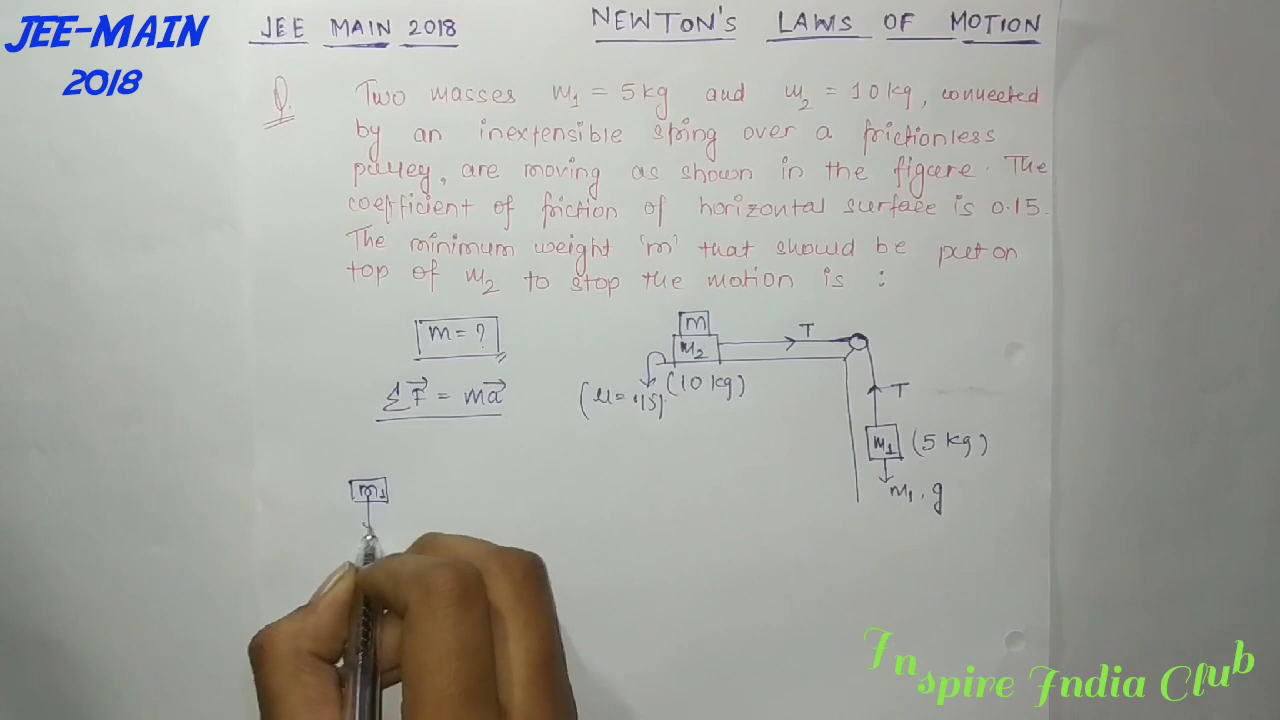 JEE-MAIN
2018
JEE MAIN 2018
NEWTON'S LAWS OF MOTION
Q.
Two masses m₁ = 5kg and m₂ = 10kg, connected
by an inextensible string over a frictionless
pulley, are moving as shown in the figure. The
coefficient of friction of horizontal surface is 0.15.
The minimum weight 'm' that should be put on
top of m₂ to stop the motion is :
m = ?
m
T
m₂
ΣF⃗ = ma⃗
(μ= .15)
(10 kg)
T
m₁ (5 kg)
m₁.g
m₁
Inspire India Club